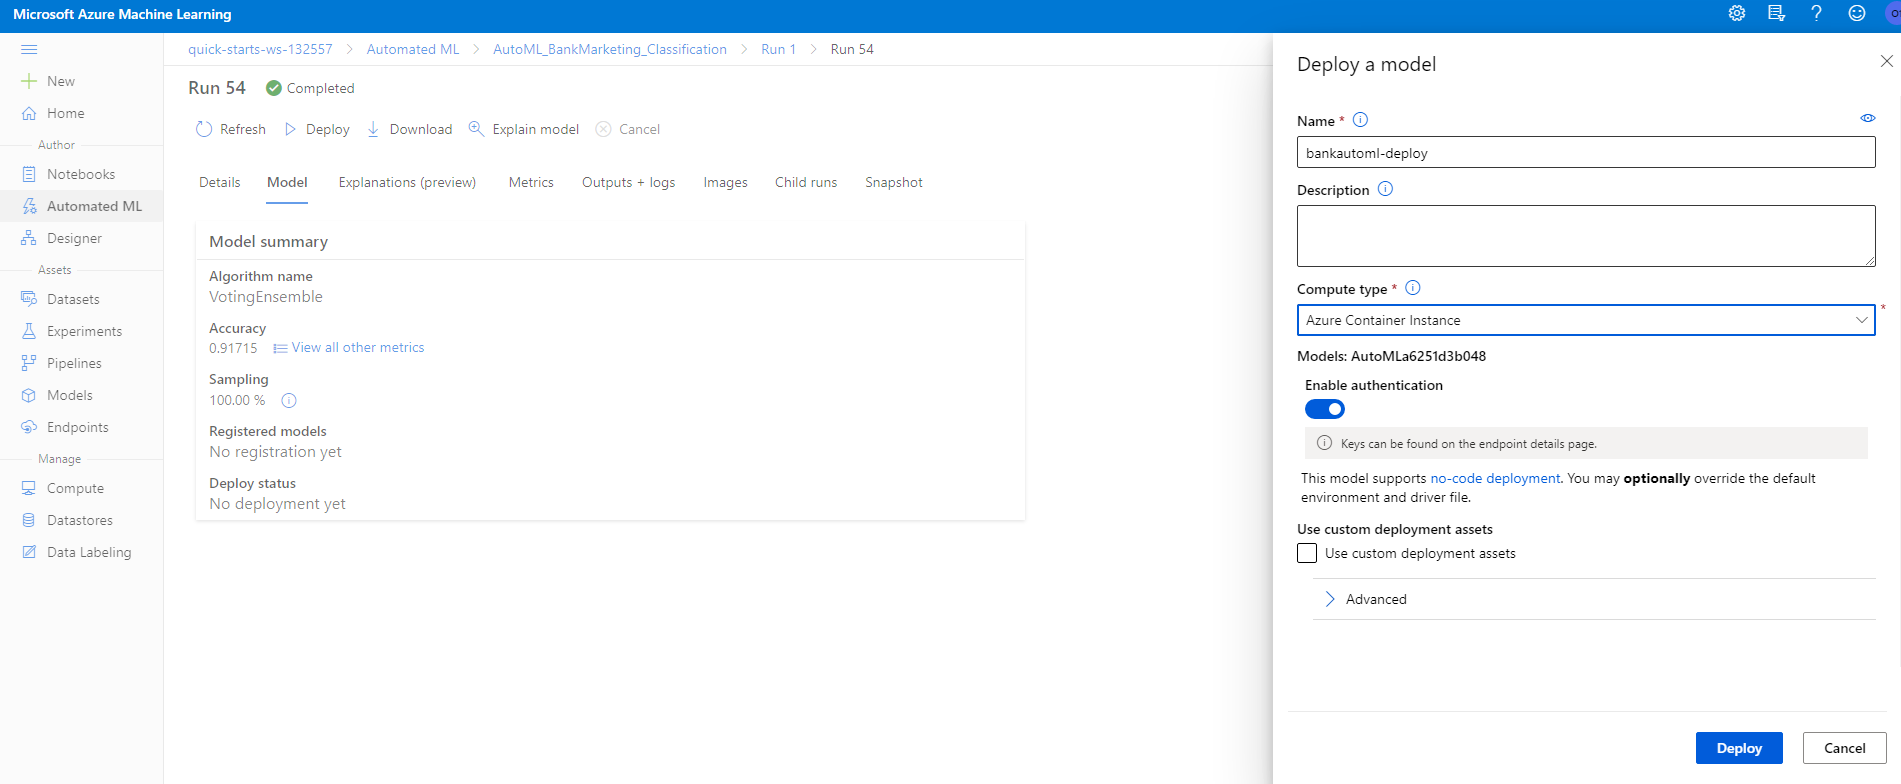 Microsoft Azure Machine Learning
quick-starts-ws-132557 > Automated ML > AutoML_BankMarketing_Classification > Run 1 > Run 54
New
Home
Author
Notebooks
Automated ML
Designer
Assets
Datasets
Experiments
Pipelines
Models
Endpoints
Manage
Compute
Datastores
Data Labeling
Run 54 Completed
Refresh Deploy Download Explain model Cancel
Details Model Explanations (preview) Metrics Outputs + logs Images Child runs Snapshot
Model summary
Algorithm name
VotingEnsemble
Accuracy
0.91715 View all other metrics
Sampling
100.00 %
Registered models
No registration yet
Deploy status
No deployment yet
Deploy a model
Name *
bankautoml-deploy
Description
Compute type *
Azure Container Instance
*
Models: AutoMLa6251d3b048
Enable authentication
Keys can be found on the endpoint details page.
This model supports no-code deployment. You may optionally override the default
environment and driver file.
Use custom deployment assets
Use custom deployment assets
Advanced
Deploy Cancel